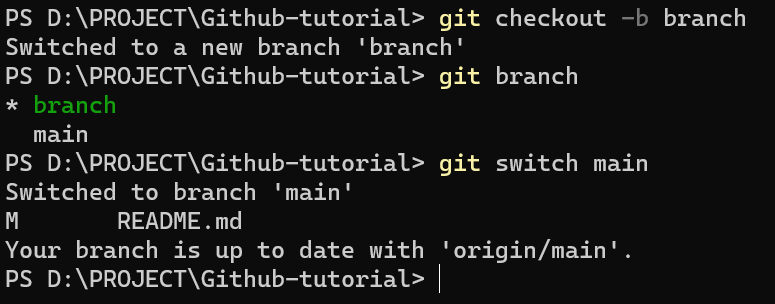 PS D:\PROJECT\Github-tutorial> git checkout -b branch
Switched to a new branch 'branch'
PS D:\PROJECT\Github-tutorial> git branch
* branch
  main
PS D:\PROJECT\Github-tutorial> git switch main
Switched to branch 'main'
M       README.md
Your branch is up to date with 'origin/main'.
PS D:\PROJECT\Github-tutorial>